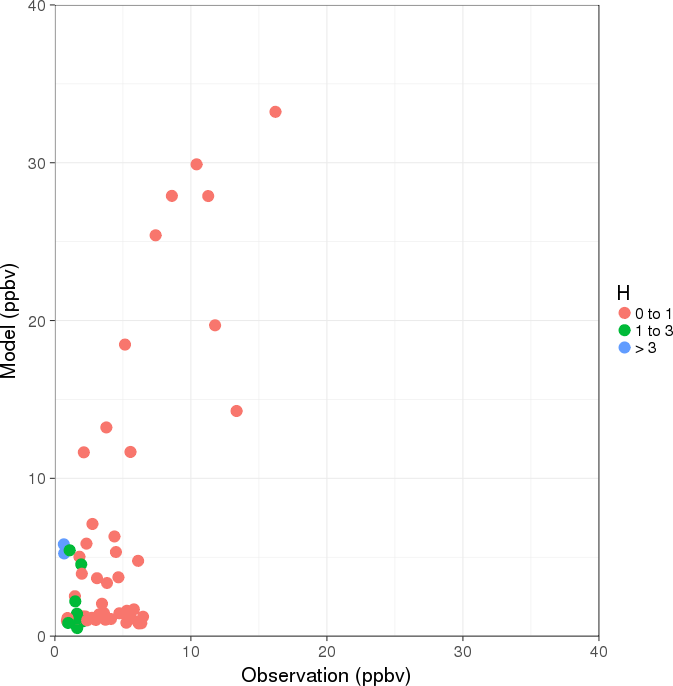 40
30
20
10
0
0 10 20 30 40
Model (ppbv)
Observation (ppbv)
H
0 to 1
1 to 3
> 3